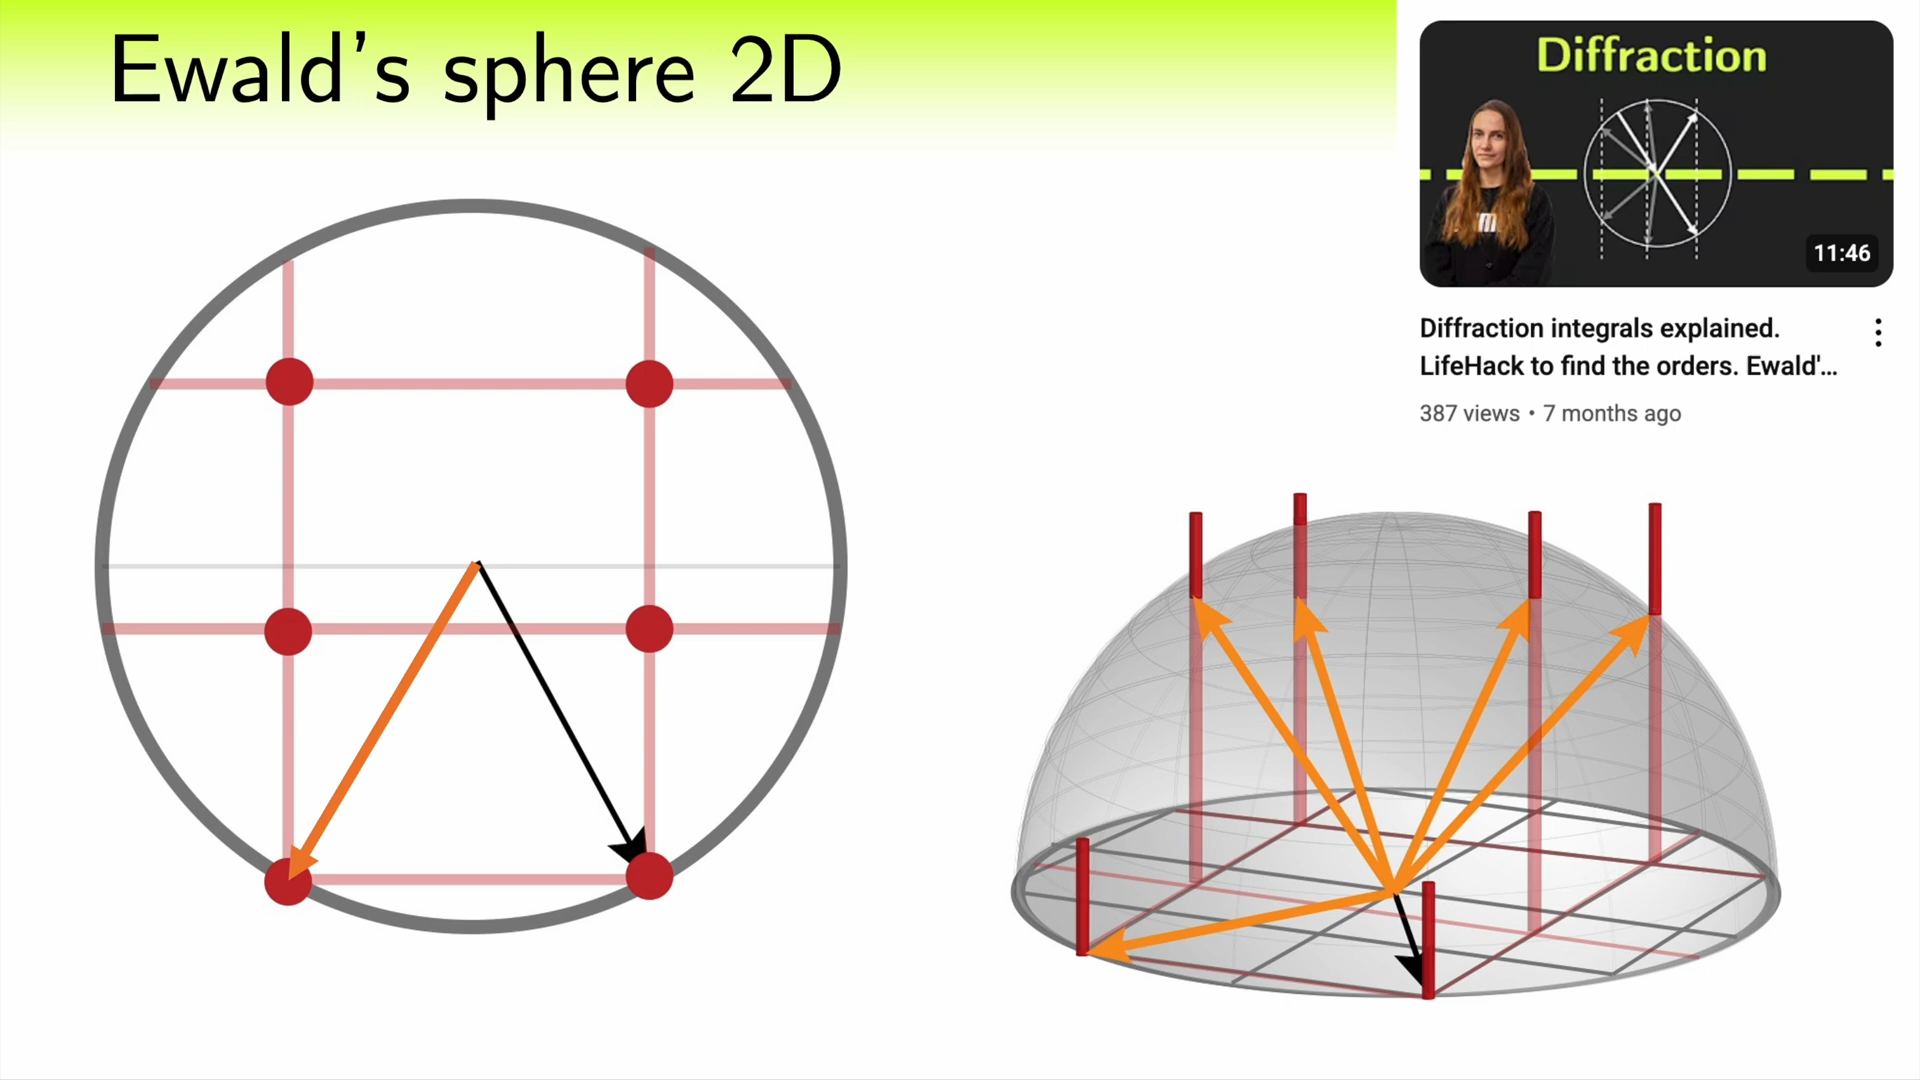 Ewald's sphere 2D
Diffraction
11:46
Diffraction integrals explained.
LifeHack to find the orders. Ewald'...
387 views • 7 months ago